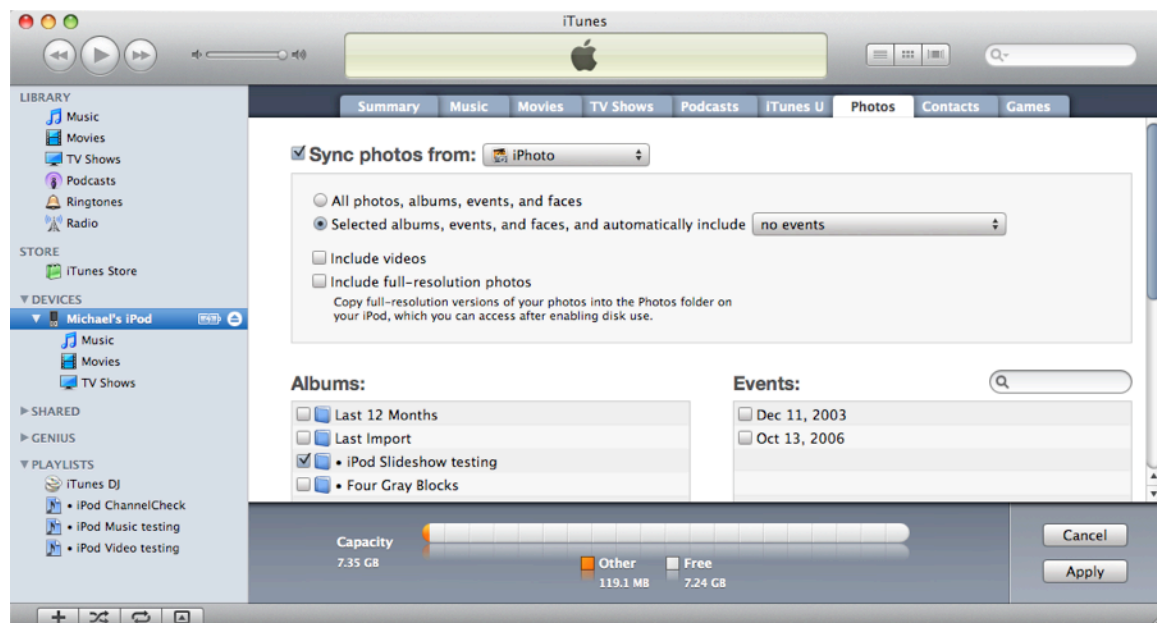 iTunes
LIBRARY
Music
Movies
TV Shows
Podcasts
Ringtones
Radio
STORE
iTunes Store
DEVICES
Michael's iPod
Music
Movies
TV Shows
SHARED
GENIUS
PLAYLISTS
iTunes DJ
• iPod ChannelCheck
• iPod Music testing
• iPod Video testing
Summary Music Movies TV Shows Podcasts iTunes U Photos Contacts Games
Sync photos from: iPhoto
All photos, albums, events, and faces
Selected albums, events, and faces, and automatically include no events
Include videos
Include full-resolution photos
Copy full-resolution versions of your photos into the Photos folder on
your iPod, which you can access after enabling disk use.
Albums:
Last 12 Months
Last Import
• iPod Slideshow testing
• Four Gray Blocks
Events:
Dec 11, 2003
Oct 13, 2006
Capacity
7.35 GB
Other
119.1 MB
Free
7.24 GB
Cancel
Apply